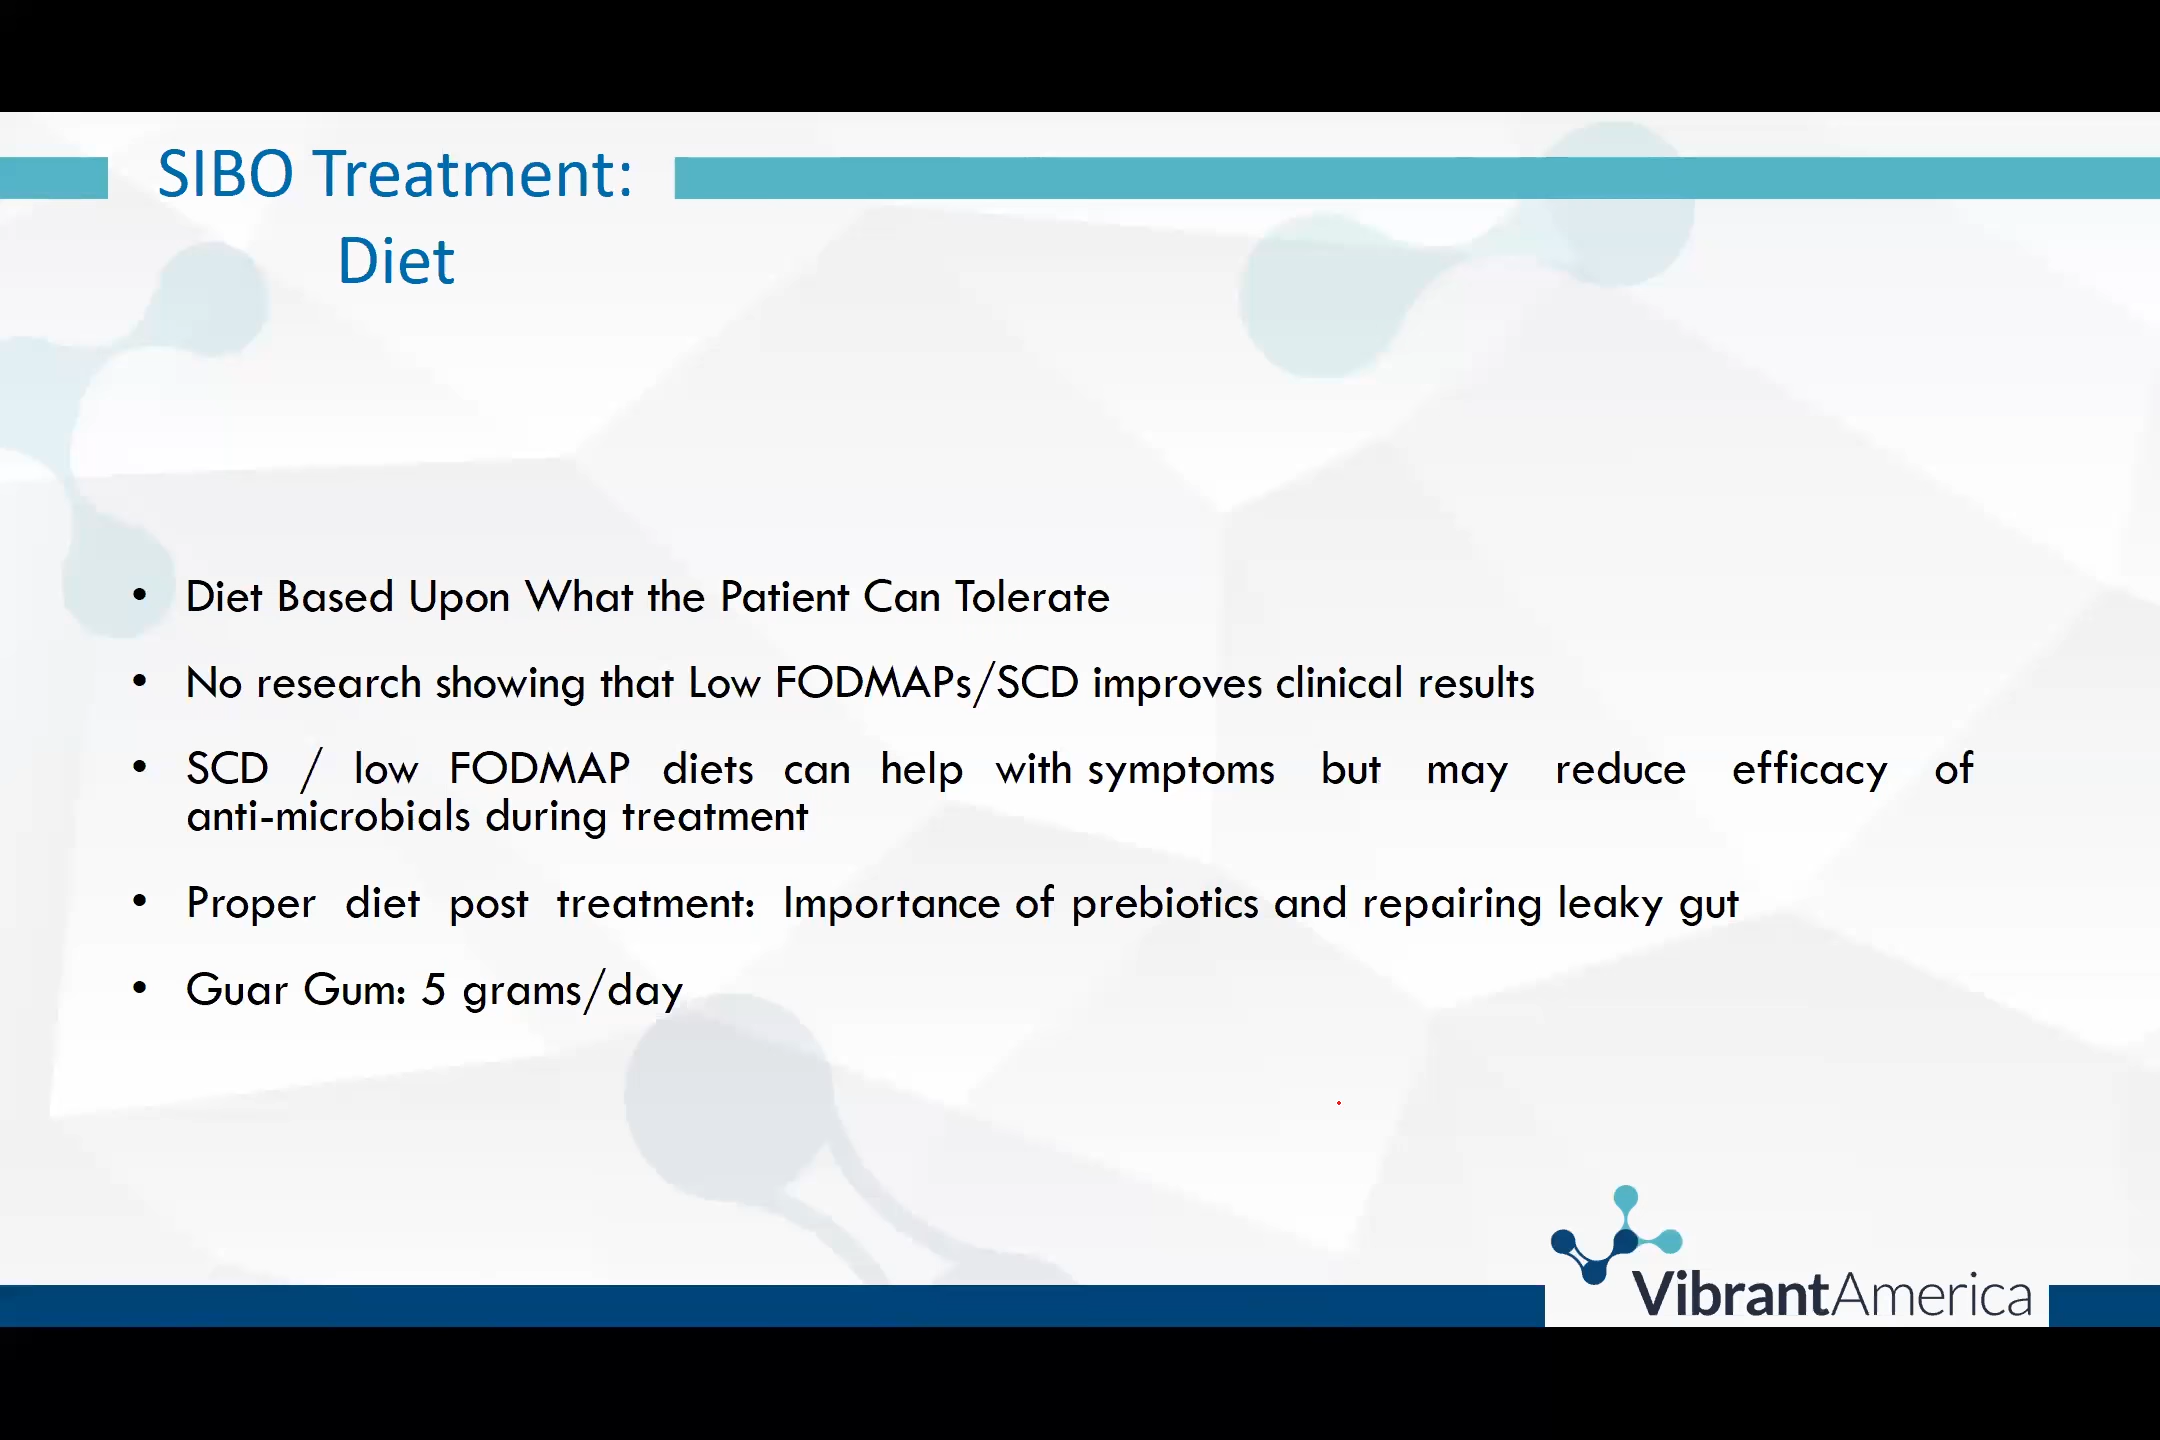 SIBO Treatment:
Diet
• Diet Based Upon What the Patient Can Tolerate
• No research showing that Low FODMAPs/SCD improves clinical results
• SCD / low FODMAP diets can help with symptoms but may reduce efficacy of
anti-microbials during treatment
• Proper diet post treatment: Importance of prebiotics and repairing leaky gut
• Guar Gum: 5 grams/day
VibrantAmerica